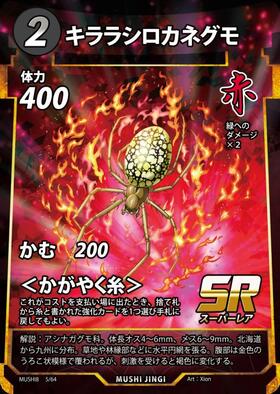 2 キララシロカネグモ
体力
400
赤
緑への
ダメージ
×2
かむ 200
<かがやく糸>
これがコストを支払い場に出たとき、捨て札
から糸と書かれた強化カードを1つ選び手札に
戻してもよい。
SR
スーパーレア
解説:アシナガグモ科。体長オス4~6mm、メス6~9mm。北海道
から九州に分布。草地や林縁部などに水平円網を張る。腹部は金色の
うろこ状模様で覆われるが、刺激を受けると褐色に変化する。
MUSHI8 5/64 MUSHI JINGI Art:Xion